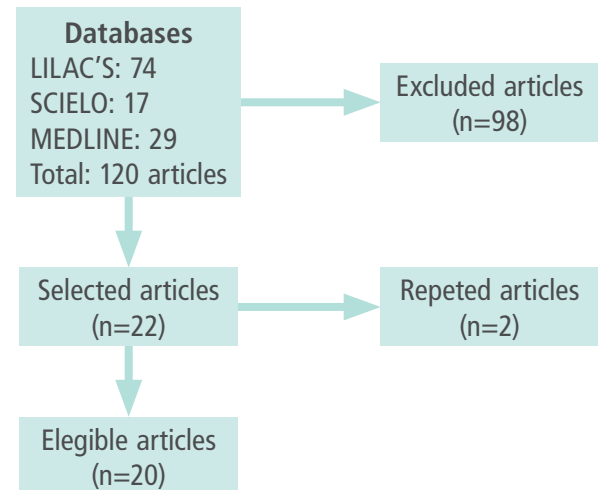 Databases
LILAC'S: 74
SCIELO: 17
MEDLINE: 29
Total: 120 articles
Excluded articles
(n=98)
Selected articles
(n=22)
Repeted articles
(n=2)
Elegible articles
(n=20)